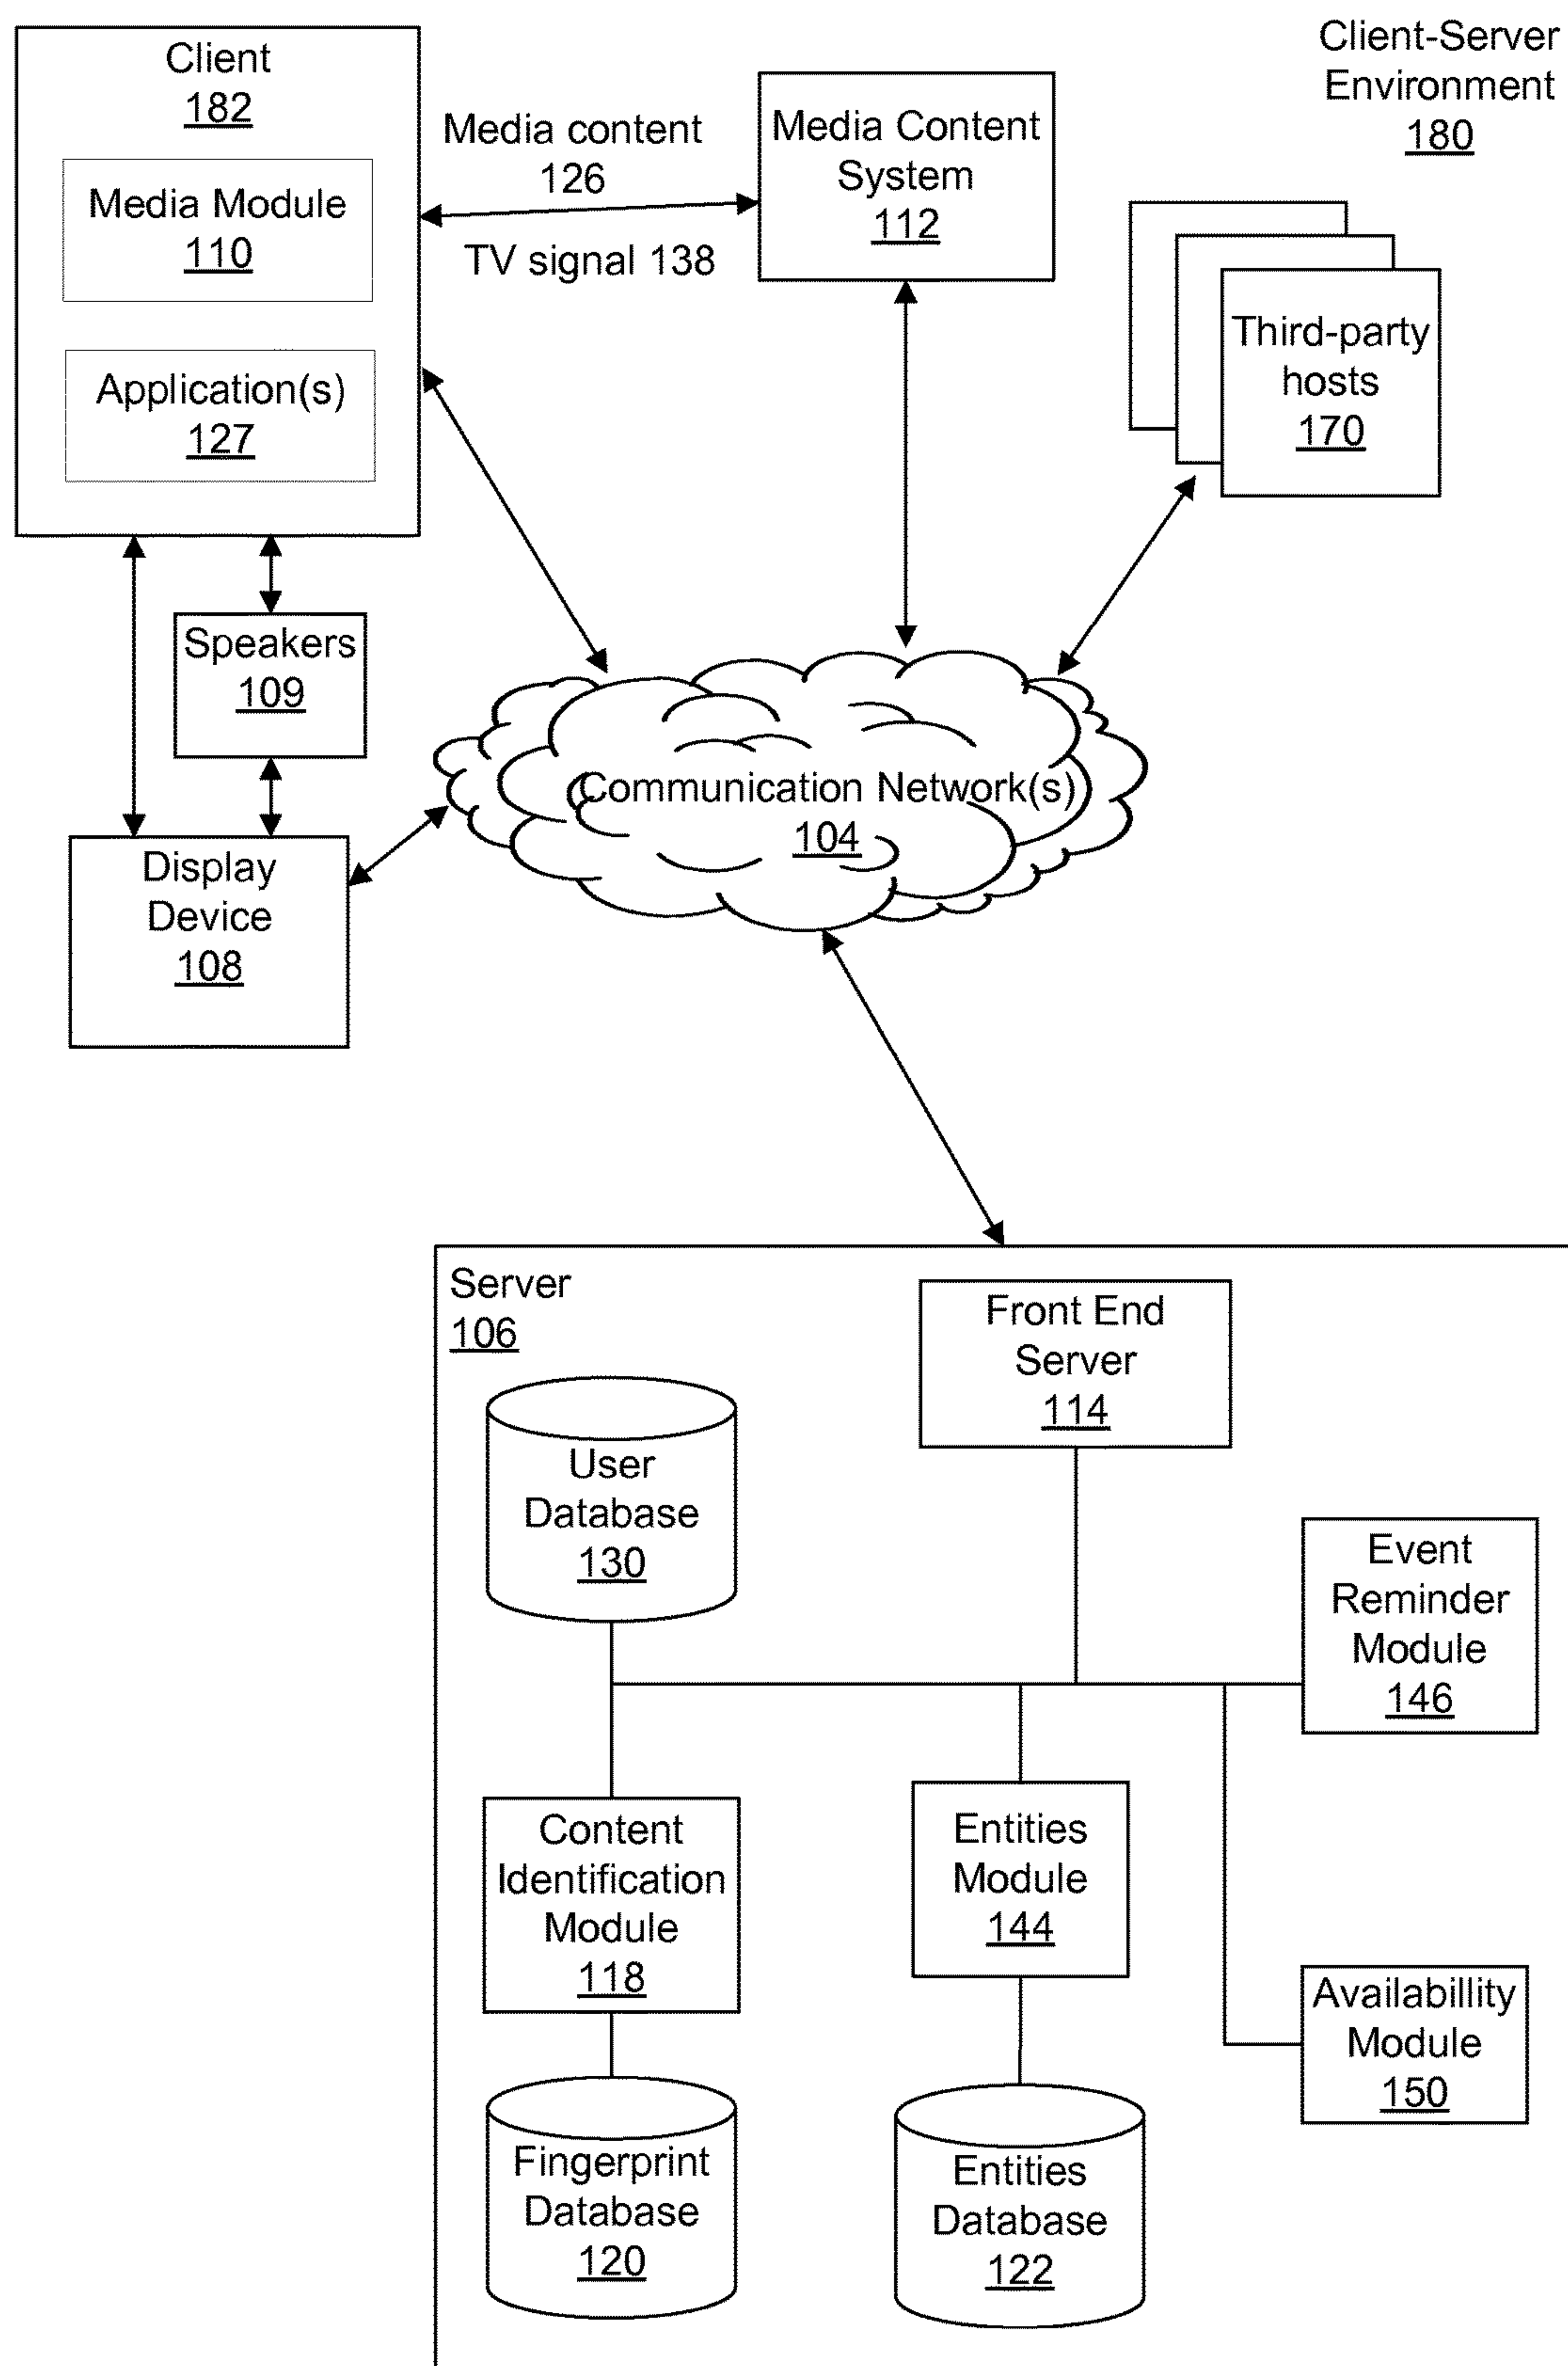 Client-Server
Environment
180
Client
182
Media Module
110
Application(s)
127
Media content
126
TV signal 138
Media Content
System
112
Third-party
hosts
170
Speakers
109
Display
Device
108
Communication Network(s)
104
Server
106
Front End
Server
114
User
Database
130
Event
Reminder
Module
146
Content
Identification
Module
118
Entities
Module
144
Availabillity
Module
150
Fingerprint
Database
120
Entities
Database
122